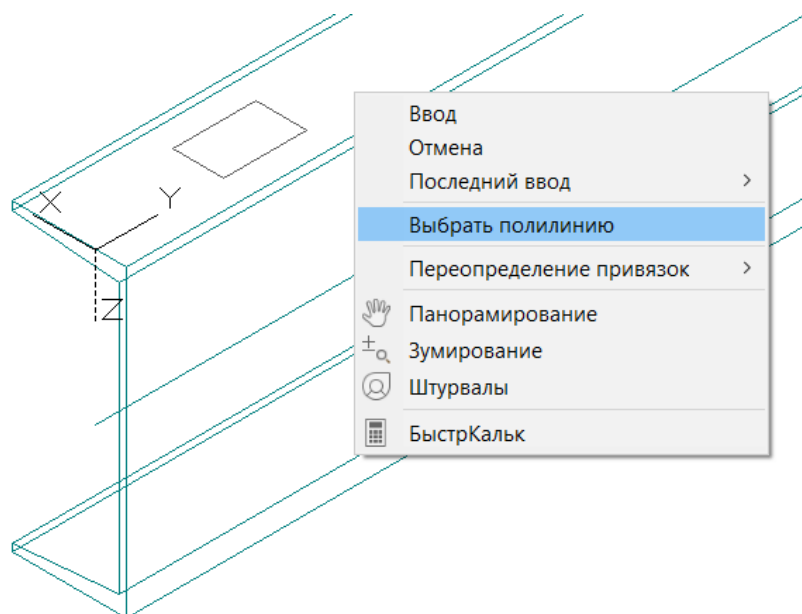 Ввод
Отмена
X
Y
Последний ввод >
Выбрать полилинию
Переопределение привязок >
Z
Панорамирование
Зумирование
Штурвалы
БыстрКальк